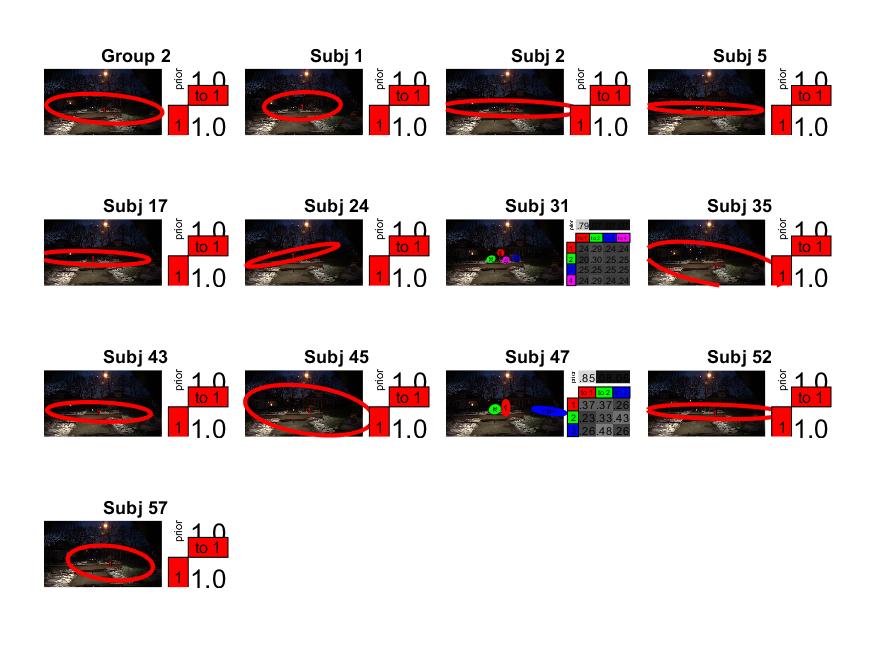 Group 2
prior 1.0
to 1
1 1.0
Subj 1
prior 1.0
to 1
1 1.0
Subj 2
prior 1.0
to 1
1 1.0
Subj 5
prior 1.0
to 1
1 1.0
Subj 17
prior 1.0
to 1
1 1.0
Subj 24
prior 1.0
to 1
1 1.0
Subj 31
.79
to 2
1 .24 .29 .24 .24
2 .20 .30 .25 .25
.25 .25 .25 .25
4 .24 .29 .24 .24
Subj 35
prior 1.0
to 1
1 1.0
Subj 43
prior 1.0
to 1
1 1.0
Subj 45
prior 1.0
to 1
1 1.0
Subj 47
prior .85
to 1 to 2
1 .37 .37 .26
2 .23 .33 .43
.26 .48 .26
Subj 52
prior 1.0
to 1
1 1.0
Subj 57
prior 1.0
to 1
1 1.0